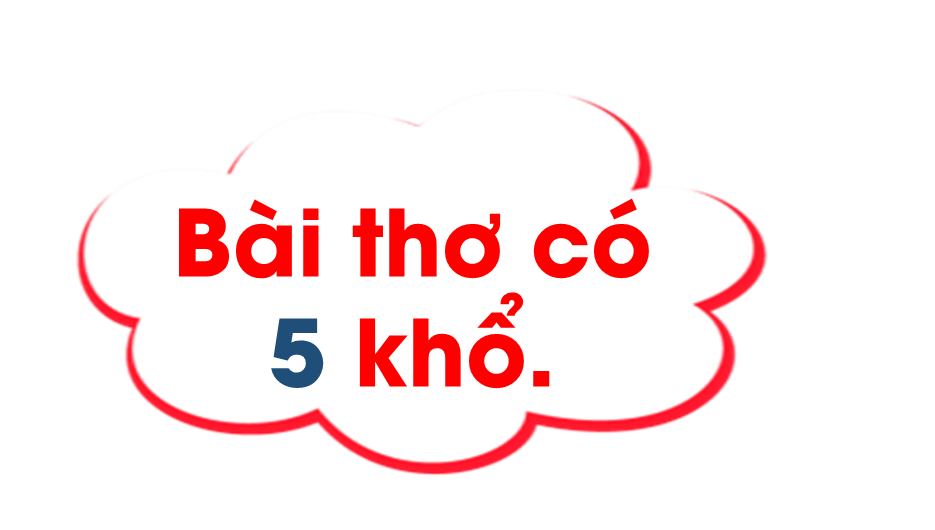 Bài thơ có
5 khổ.